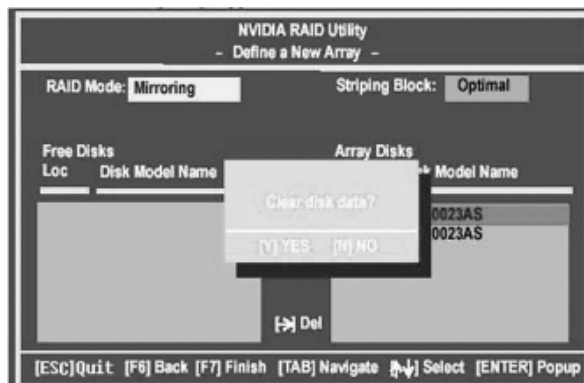 NVIDIA RAID Utility
- Define a New Array -
RAID Mode: Mirroring Striping Block: Optimal
Free Disks Array Disks
Loc Disk Model Name Model Name
Clear disk data?
[Y] YES [N] NO
0023AS
0023AS
[→] Del
[ESC]Quit [F6] Back [F7] Finish [TAB] Navigate [↑↓] Select [ENTER] Popup